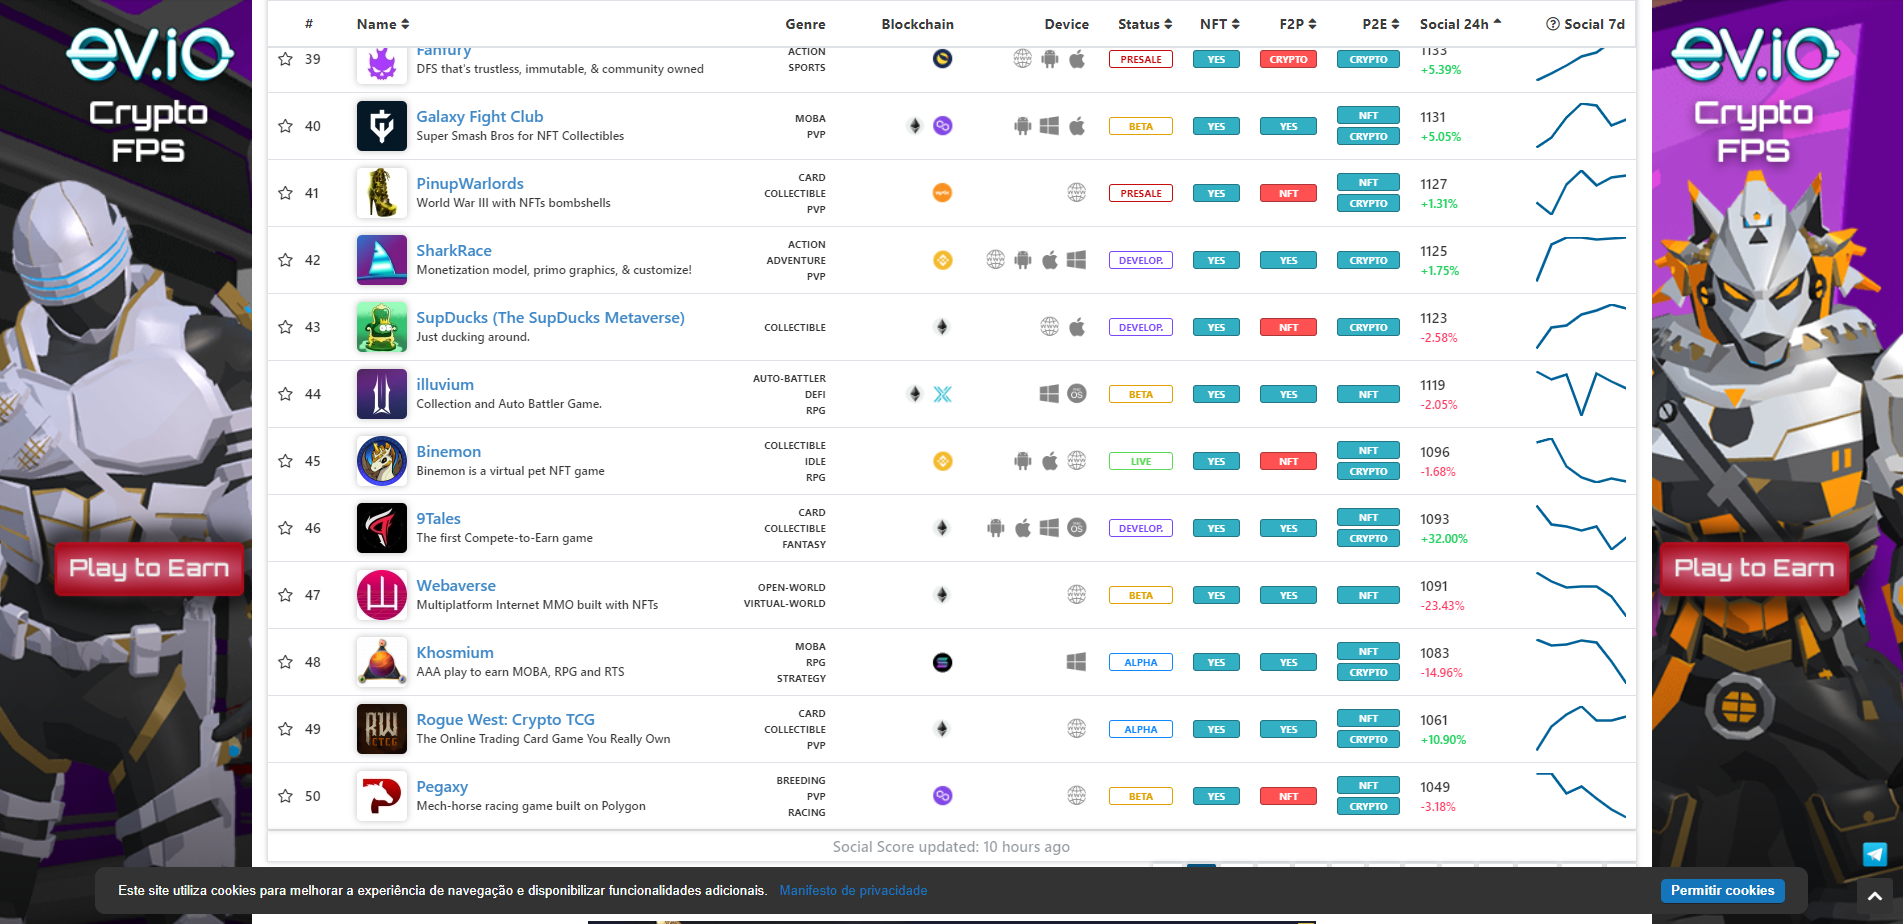 ev.io
Crypto
FPS
Play to Earn
# Name Genre Blockchain Device Status NFT F2P P2E Social 24h Social 7d
39 Fanfury ACTION 1133
DFS that's trustless, immutable, & community owned SPORTS PRESALE YES CRYPTO CRYPTO +5.39%
40 Galaxy Fight Club MOBA NFT 1131
Super Smash Bros for NFT Collectibles PVP BETA YES YES CRYPTO +5.05%
41 PinupWarlords CARD NFT 1127
World War III with NFTs bombshells COLLECTIBLE PRESALE YES NFT CRYPTO +1.31%
PVP
42 SharkRace ACTION 1125
Monetization model, primo graphics, & customize! ADVENTURE DEVELOP. YES YES CRYPTO +1.75%
PVP
43 SupDucks (The SupDucks Metaverse) 1123
Just ducking around. COLLECTIBLE DEVELOP. YES NFT CRYPTO -2.58%
44 illuvium AUTO-BATTLER 1119
Collection and Auto Battler Game. DEFI OS BETA YES YES NFT -2.05%
RPG
45 Binemon COLLECTIBLE NFT 1096
Binemon is a virtual pet NFT game IDLE LIVE YES NFT CRYPTO -1.68%
RPG
46 9Tales CARD NFT 1093
The first Compete-to-Earn game COLLECTIBLE OS DEVELOP. YES YES CRYPTO +32.00%
FANTASY
47 Webaverse OPEN-WORLD 1091
Multiplatform Internet MMO built with NFTs VIRTUAL-WORLD BETA YES YES NFT -23.43%
48 Khosmium MOBA NFT 1083
AAA play to earn MOBA, RPG and RTS RPG ALPHA YES YES CRYPTO -14.96%
STRATEGY
49 RW CTCG Rogue West: Crypto TCG CARD NFT 1061
The Online Trading Card Game You Really Own COLLECTIBLE ALPHA YES YES CRYPTO +10.90%
PVP
50 Pegaxy BREEDING NFT 1049
Mech-horse racing game built on Polygon PVP BETA YES NFT CRYPTO -3.18%
RACING
Social Score updated: 10 hours ago
Este site utiliza cookies para melhorar a experiência de navegação e disponibilizar funcionalidades adicionais. Manifesto de privacidade
Permitir cookies
ev.io
Crypto
FPS
Play to Earn